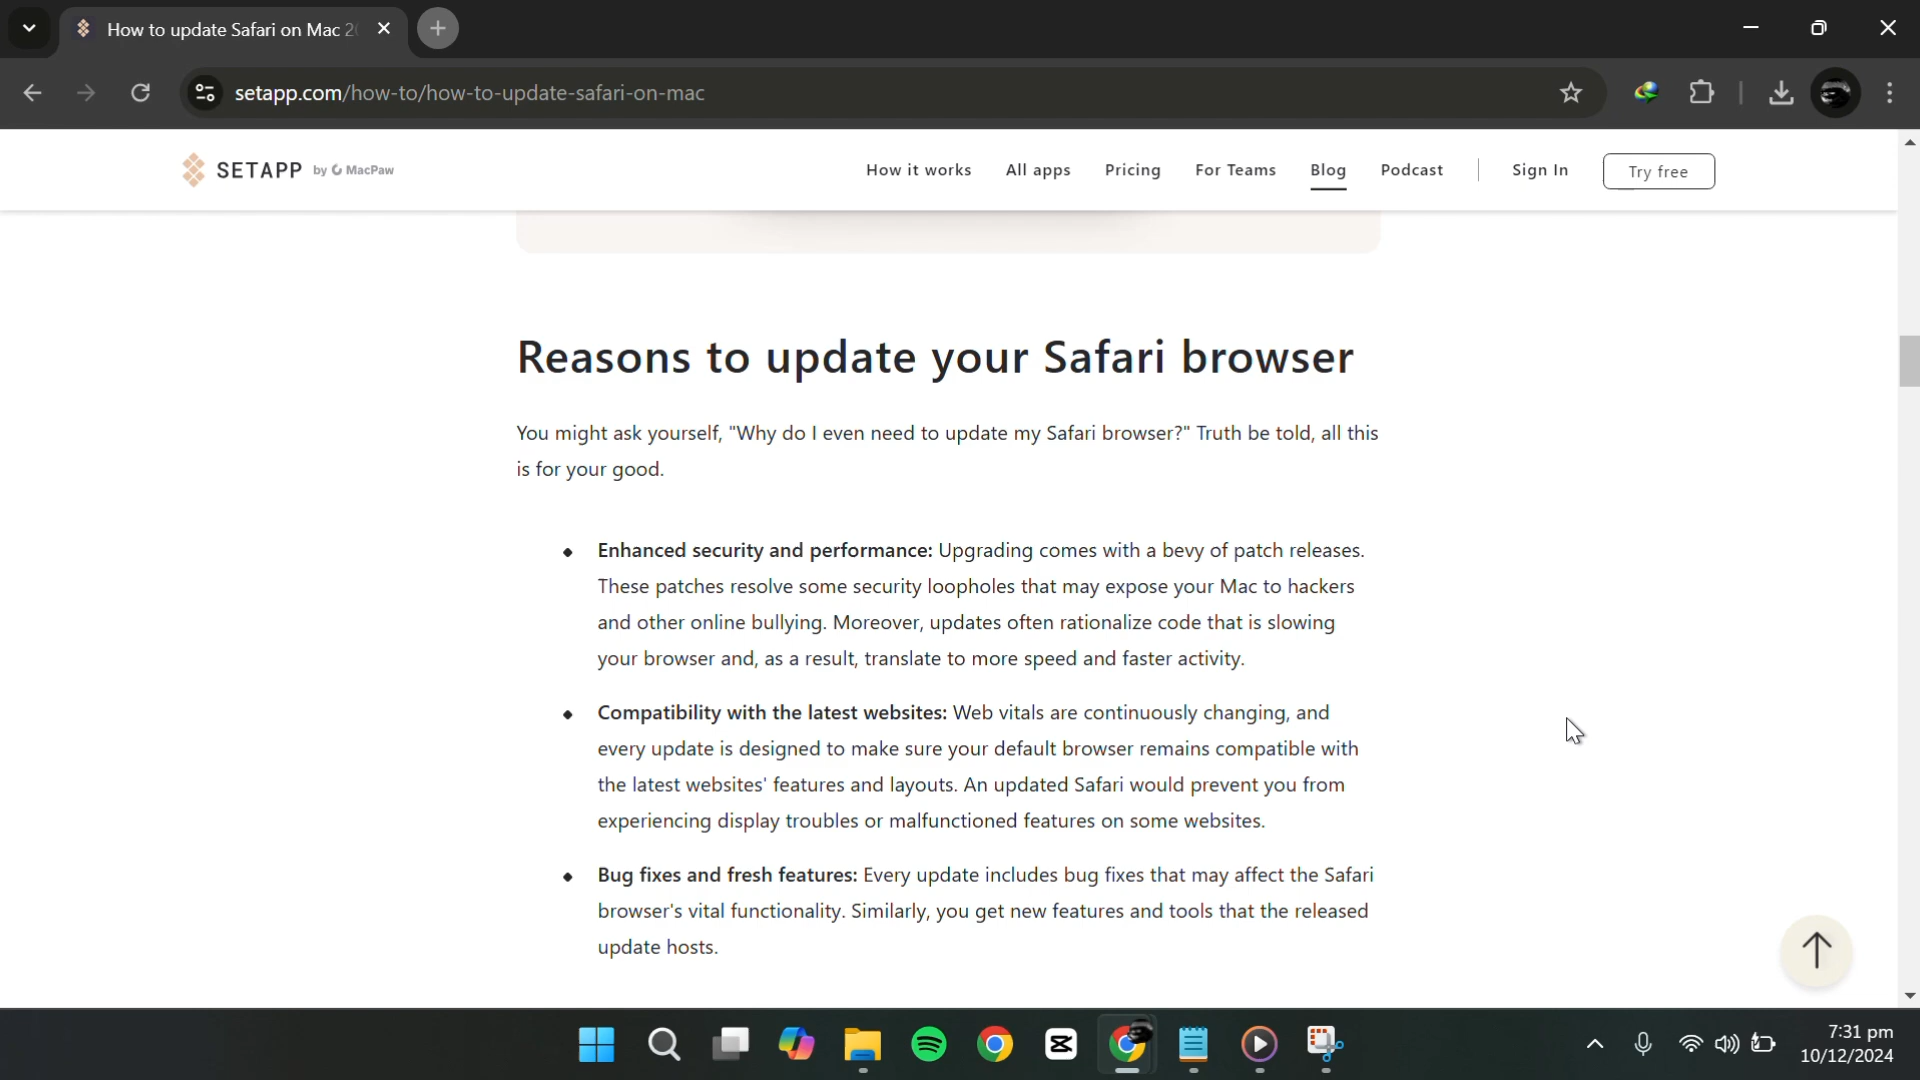 How to update Safari on Mac 2
setapp.com/how-to/how-to-update-safari-on-mac
SETAPP by MacPaw
How it works All apps Pricing For Teams Blog Podcast Sign In Try free
Reasons to update your Safari browser
You might ask yourself, "Why do I even need to update my Safari browser?" Truth be told, all this
is for your good.
Enhanced security and performance: Upgrading comes with a bevy of patch releases.
These patches resolve some security loopholes that may expose your Mac to hackers
and other online bullying. Moreover, updates often rationalize code that is slowing
your browser and, as a result, translate to more speed and faster activity.
Compatibility with the latest websites: Web vitals are continuously changing, and
every update is designed to make sure your default browser remains compatible with
the latest websites' features and layouts. An updated Safari would prevent you from
experiencing display troubles or malfunctioned features on some websites.
Bug fixes and fresh features: Every update includes bug fixes that may affect the Safari
browser's vital functionality. Similarly, you get new features and tools that the released
update hosts.
7:31 pm
10/12/2024